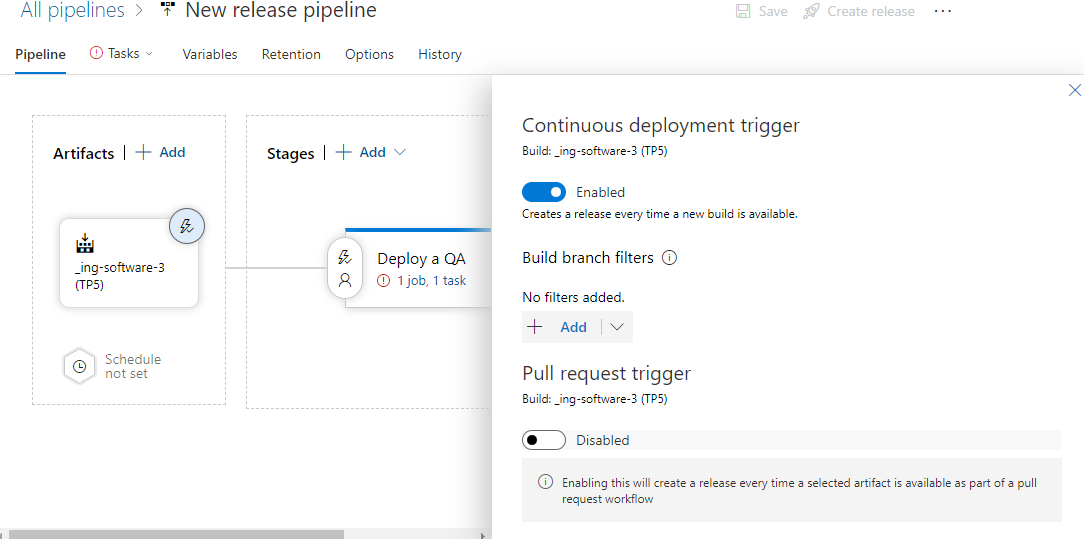 All pipelines > New release pipeline
Save Create release ...
Pipeline Tasks Variables Retention Options History
Artifacts | + Add
_ing-software-3
(TP5)
Schedule
not set
Stages | + Add
Deploy a QA
1 job, 1 task
Continuous deployment trigger
Build: _ing-software-3 (TP5)
Enabled
Creates a release every time a new build is available.
Build branch filters
No filters added.
+ Add
Pull request trigger
Build: _ing-software-3 (TP5)
Disabled
Enabling this will create a release every time a selected artifact is available as part of a pull
request workflow